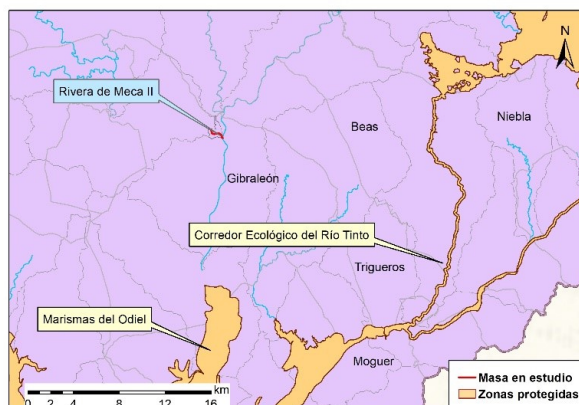 N
Rivera de Meca II
Beas
Niebla
Gibraleón
Corredor Ecológico del Río Tinto
Trigueros
Marismas del Odiel
Moguer
km
0 2 4 8 12 16
Masa en estudio
Zonas protegidas